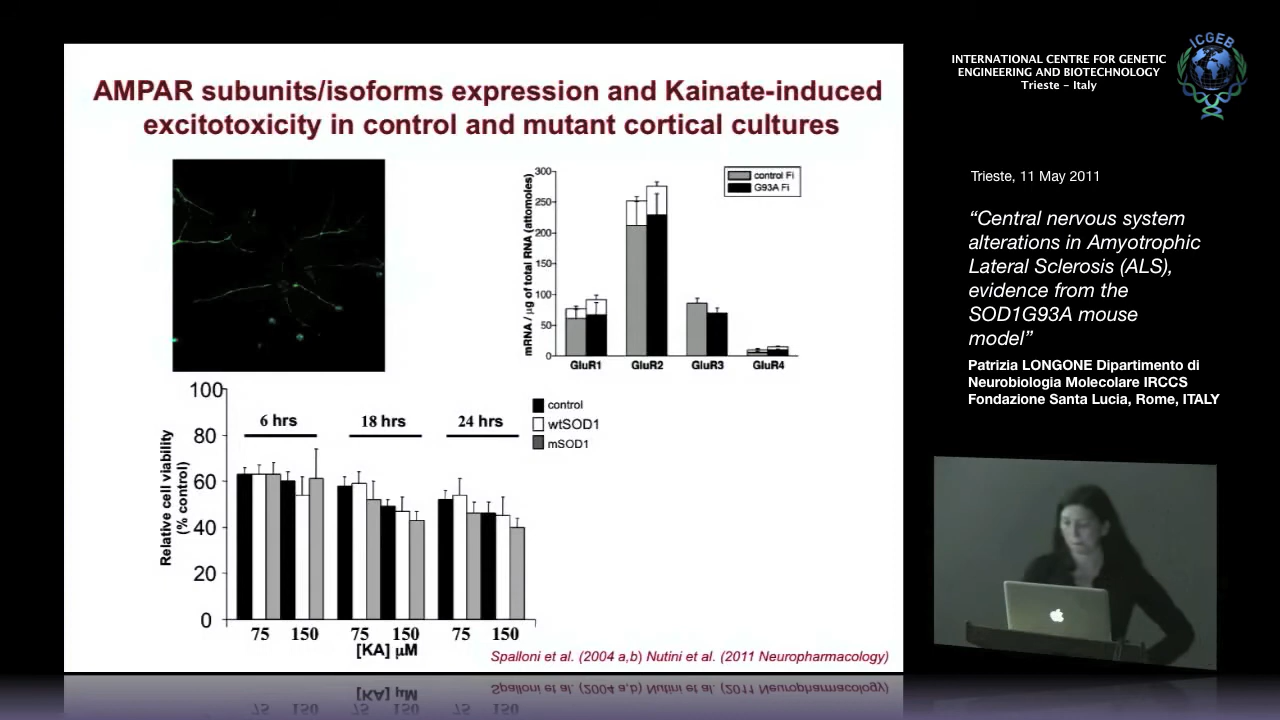 AMPAR subunits/isoforms expression and Kainate-induced
excitotoxicity in control and mutant cortical cultures
mRNA / µg of total RNA (attomoles)
300
250
200
150
100
50
0
control Fi
G93A Fi
GluR1 GluR2 GluR3 GluR4
Relative cell viability
(% control)
100
80
60
40
20
0
6 hrs 18 hrs 24 hrs
control
wtSOD1
mSOD1
75 150 75 150 75 150
[KA] µM
Spalloni et al. (2004 a,b) Nutini et al. (2011 Neuropharmacology)
INTERNATIONAL CENTRE FOR GENETIC
ENGINEERING AND BIOTECHNOLOGY
Trieste - Italy
ICGEB
Trieste, 11 May 2011
“Central nervous system
alterations in Amyotrophic
Lateral Sclerosis (ALS),
evidence from the
SOD1G93A mouse
model”
Patrizia LONGONE Dipartimento di
Neurobiologia Molecolare IRCCS
Fondazione Santa Lucia, Rome, ITALY